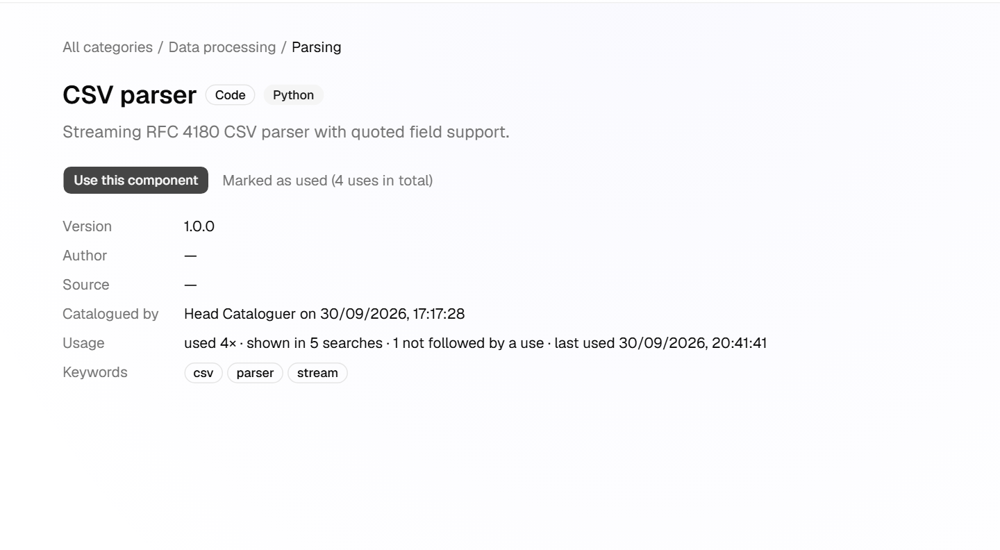 All categories / Data processing / Parsing
CSV parser Code Python
Streaming RFC 4180 CSV parser with quoted field support.
Use this component Marked as used (4 uses in total)
Version 1.0.0
Author —
Source —
Catalogued by Head Cataloguer on 30/09/2026, 17:17:28
Usage used 4× · shown in 5 searches · 1 not followed by a use · last used 30/09/2026, 20:41:41
Keywords csv parser stream